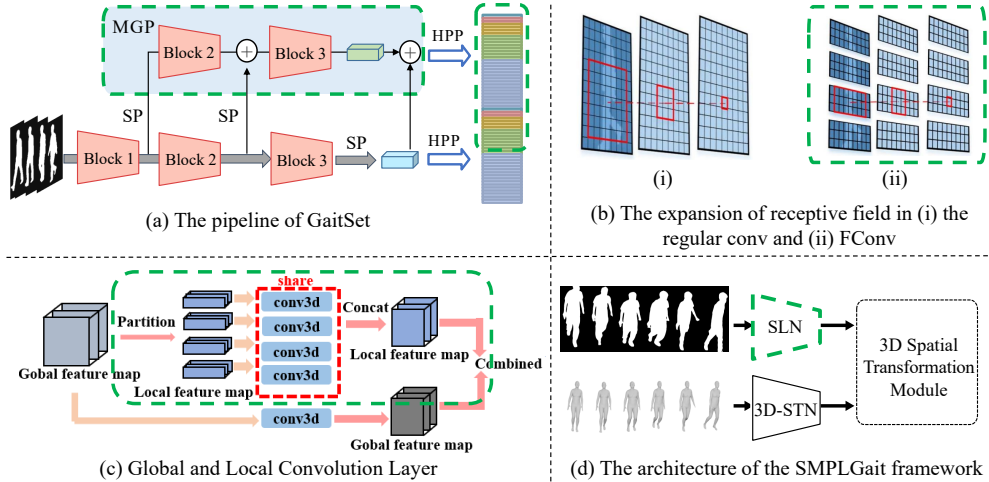 MGP
Block 2
Block 3
HPP
SP
SP
Block 1
Block 2
Block 3
SP
HPP
(a) The pipeline of GaitSet
(i)
(ii)
(b) The expansion of receptive field in (i) the
regular conv and (ii) FConv
share
Partition
conv3d
conv3d
conv3d
conv3d
Concat
Gobal feature map
Local feature map
Local feature map
Combined
conv3d
Gobal feature map
(c) Global and Local Convolution Layer
SLN
3D-STN
3D Spatial
Transformation
Module
(d) The architecture of the SMPLGait framework